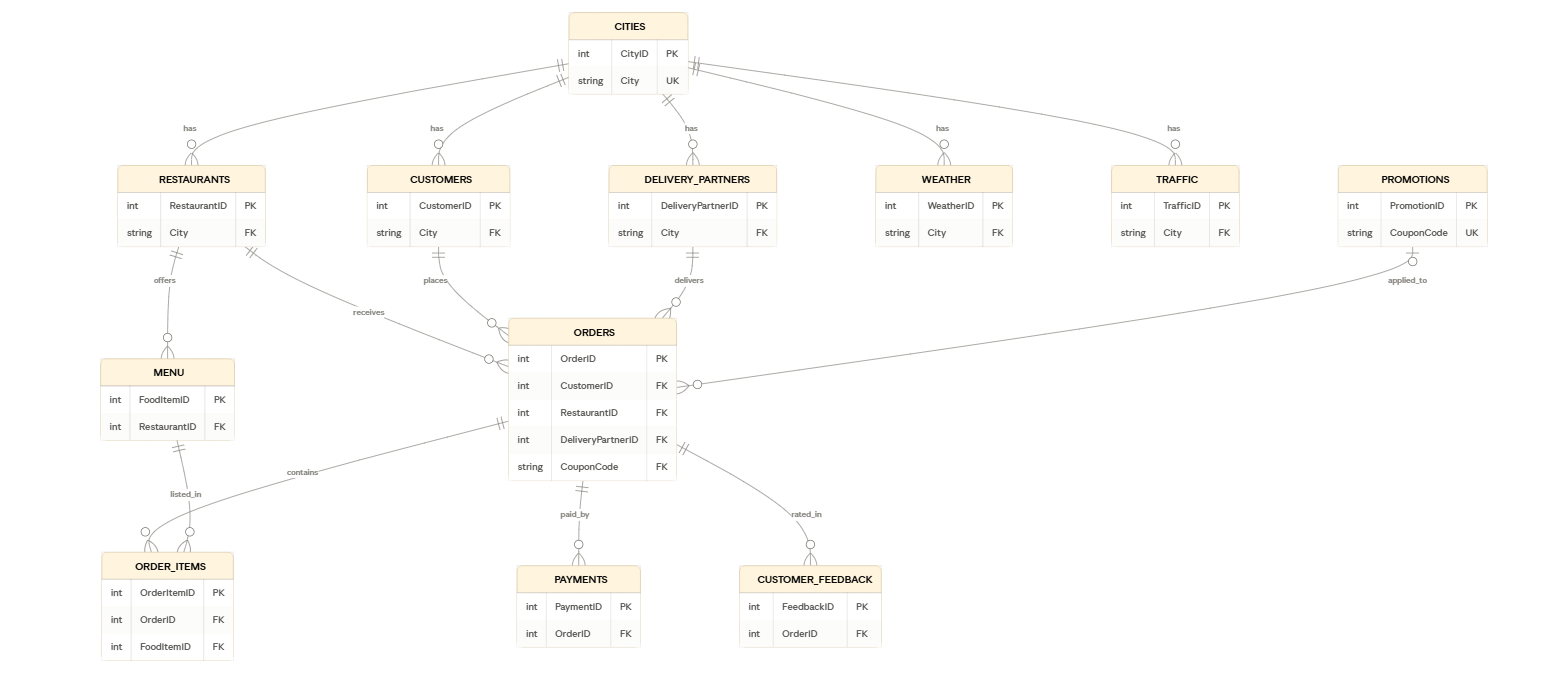 CITIES
int CityID PK
string City UK
has
has
has
has
has
RESTAURANTS
int RestaurantID PK
string City FK
CUSTOMERS
int CustomerID PK
string City FK
DELIVERY_PARTNERS
int DeliveryPartnerID PK
string City FK
WEATHER
int WeatherID PK
string City FK
TRAFFIC
int TrafficID PK
string City FK
PROMOTIONS
int PromotionID PK
string CouponCode UK
offers
receives
places
delivers
applied_to
MENU
int FoodItemID PK
int RestaurantID FK
ORDERS
int OrderID PK
int CustomerID FK
int RestaurantID FK
int DeliveryPartnerID FK
string CouponCode FK
contains
listed_in
paid_by
rated_in
ORDER_ITEMS
int OrderItemID PK
int OrderID FK
int FoodItemID FK
PAYMENTS
int PaymentID PK
int OrderID FK
CUSTOMER_FEEDBACK
int FeedbackID PK
int OrderID FK